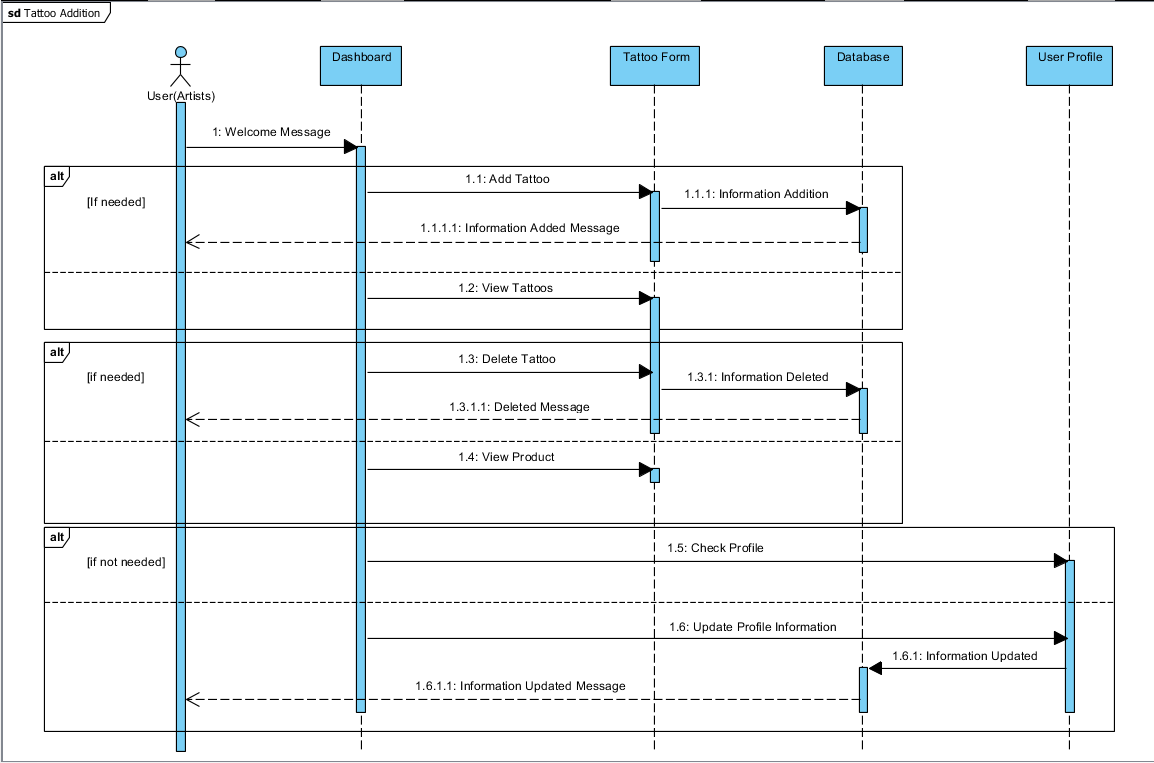 sd Tattoo Addition
Dashboard
Tattoo Form
Database
User Profile
User(Artists)
1: Welcome Message
alt
1.1: Add Tattoo
[If needed]
1.1.1: Information Addition
1.1.1.1: Information Added Message
1.2: View Tattoos
alt
1.3: Delete Tattoo
[if needed]
1.3.1: Information Deleted
1.3.1.1: Deleted Message
1.4: View Product
alt
1.5: Check Profile
[if not needed]
1.6: Update Profile Information
1.6.1: Information Updated
1.6.1.1: Information Updated Message